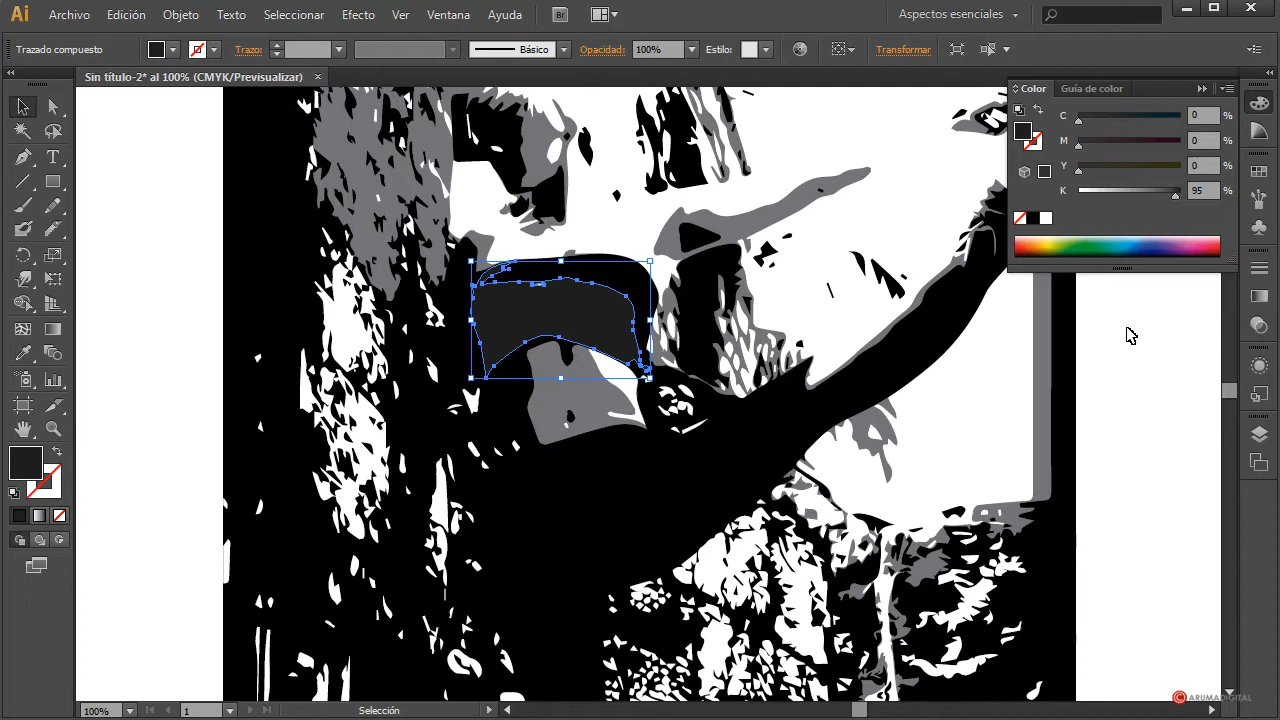 Ai Archivo Edición Objeto Texto Seleccionar Efecto Ver Ventana Ayuda Br Aspectos esenciales
Trazado compuesto Trazo: Básico Opacidad: 100% Estilo: Transformar
Sin título-2* al 100% (CMYK/Previsualizar) ×
Color Guía de color
C 0 %
M 0 %
Y 0 %
K 95 %
© ARUMADIGITAL
100% 1 Selección